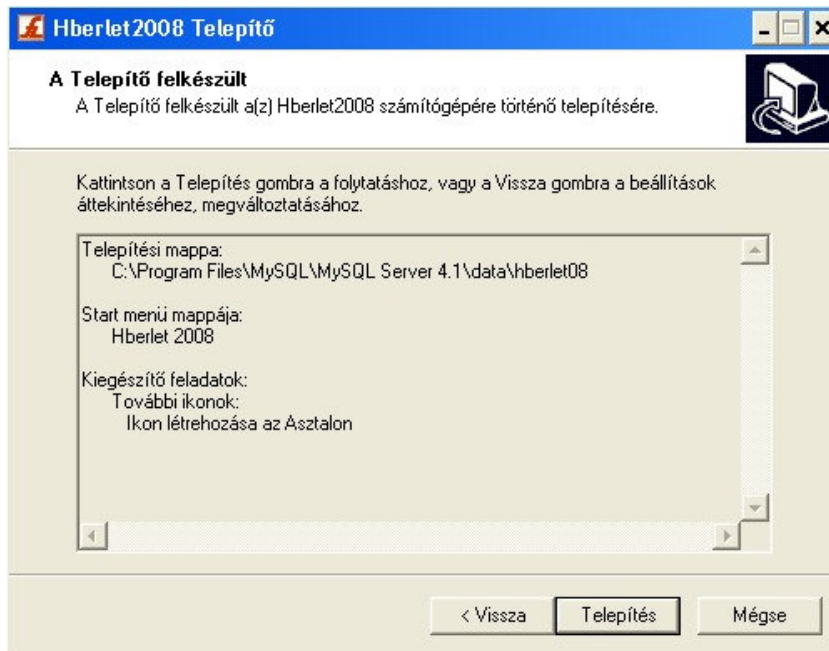 Hberlet2008 Telepítő
A Telepítő felkészült
A Telepítő felkészült a(z) Hberlet2008 számítógépére történő telepítésére.
Kattintson a Telepítés gombra a folytatáshoz, vagy a Vissza gombra a beállítások
áttekintéséhez, megváltoztatásához.
Telepítési mappa:
C:\Program Files\MySQL\MySQL Server 4.1\data\hberlet08
Start menü mappája:
Hberlet 2008
Kiegészítő feladatok:
További ikonok:
Ikon létrehozása az Asztalon
< Vissza
Telepítés
Mégse